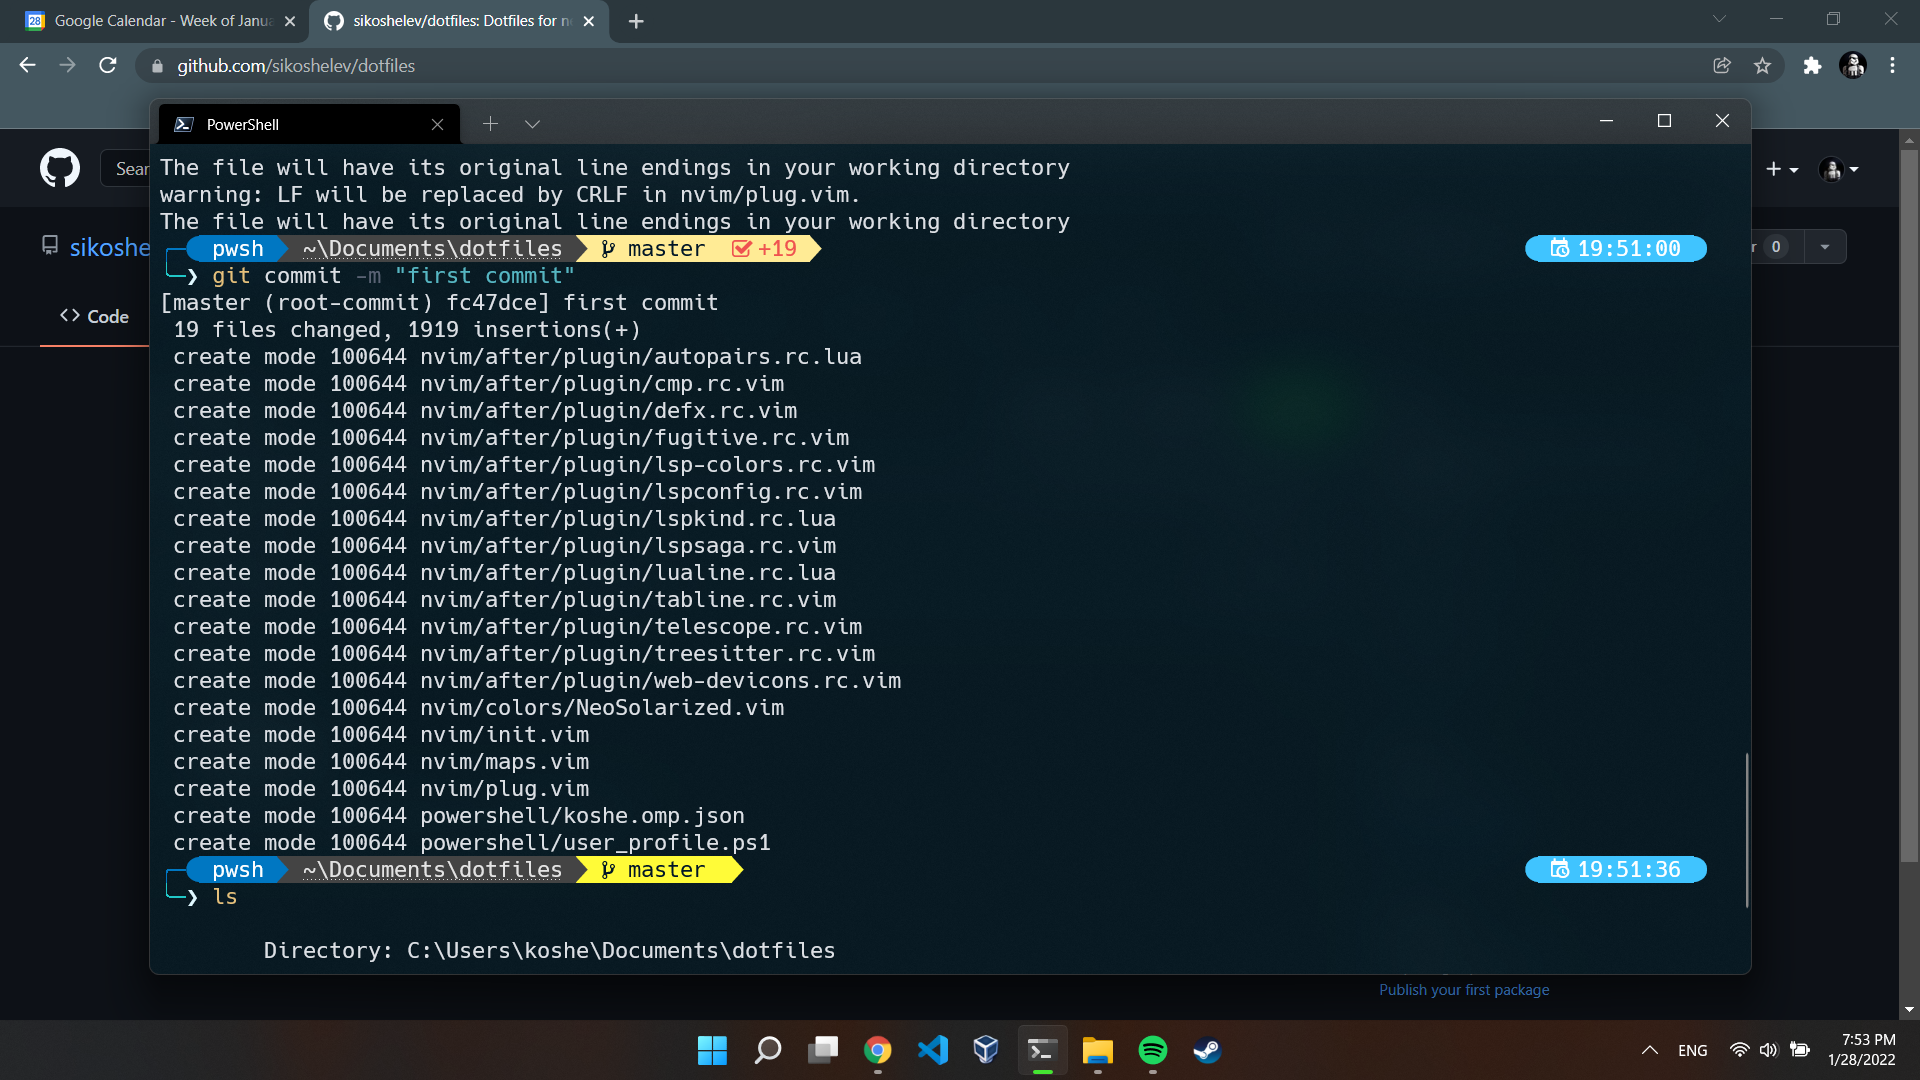 Google Calendar - Week of Janua
sikoshelev/dotfiles: Dotfiles for n
github.com/sikoshelev/dotfiles
PowerShell
Sear
sikoshe
0
Code
The file will have its original line endings in your working directory
warning: LF will be replaced by CRLF in nvim/plug.vim.
The file will have its original line endings in your working directory
pwsh ~\Documents\dotfiles master +19 19:51:00
❯ git commit -m "first commit"
[master (root-commit) fc47dce] first commit
19 files changed, 1919 insertions(+)
create mode 100644 nvim/after/plugin/autopairs.rc.lua
create mode 100644 nvim/after/plugin/cmp.rc.vim
create mode 100644 nvim/after/plugin/defx.rc.vim
create mode 100644 nvim/after/plugin/fugitive.rc.vim
create mode 100644 nvim/after/plugin/lsp-colors.rc.vim
create mode 100644 nvim/after/plugin/lspconfig.rc.vim
create mode 100644 nvim/after/plugin/lspkind.rc.lua
create mode 100644 nvim/after/plugin/lspsaga.rc.vim
create mode 100644 nvim/after/plugin/lualine.rc.lua
create mode 100644 nvim/after/plugin/tabline.rc.vim
create mode 100644 nvim/after/plugin/telescope.rc.vim
create mode 100644 nvim/after/plugin/treesitter.rc.vim
create mode 100644 nvim/after/plugin/web-devicons.rc.vim
create mode 100644 nvim/colors/NeoSolarized.vim
create mode 100644 nvim/init.vim
create mode 100644 nvim/maps.vim
create mode 100644 nvim/plug.vim
create mode 100644 powershell/koshe.omp.json
create mode 100644 powershell/user_profile.ps1
pwsh ~\Documents\dotfiles master 19:51:36
❯ ls
Directory: C:\Users\koshe\Documents\dotfiles
Publish your first package
ENG
7:53 PM
1/28/2022